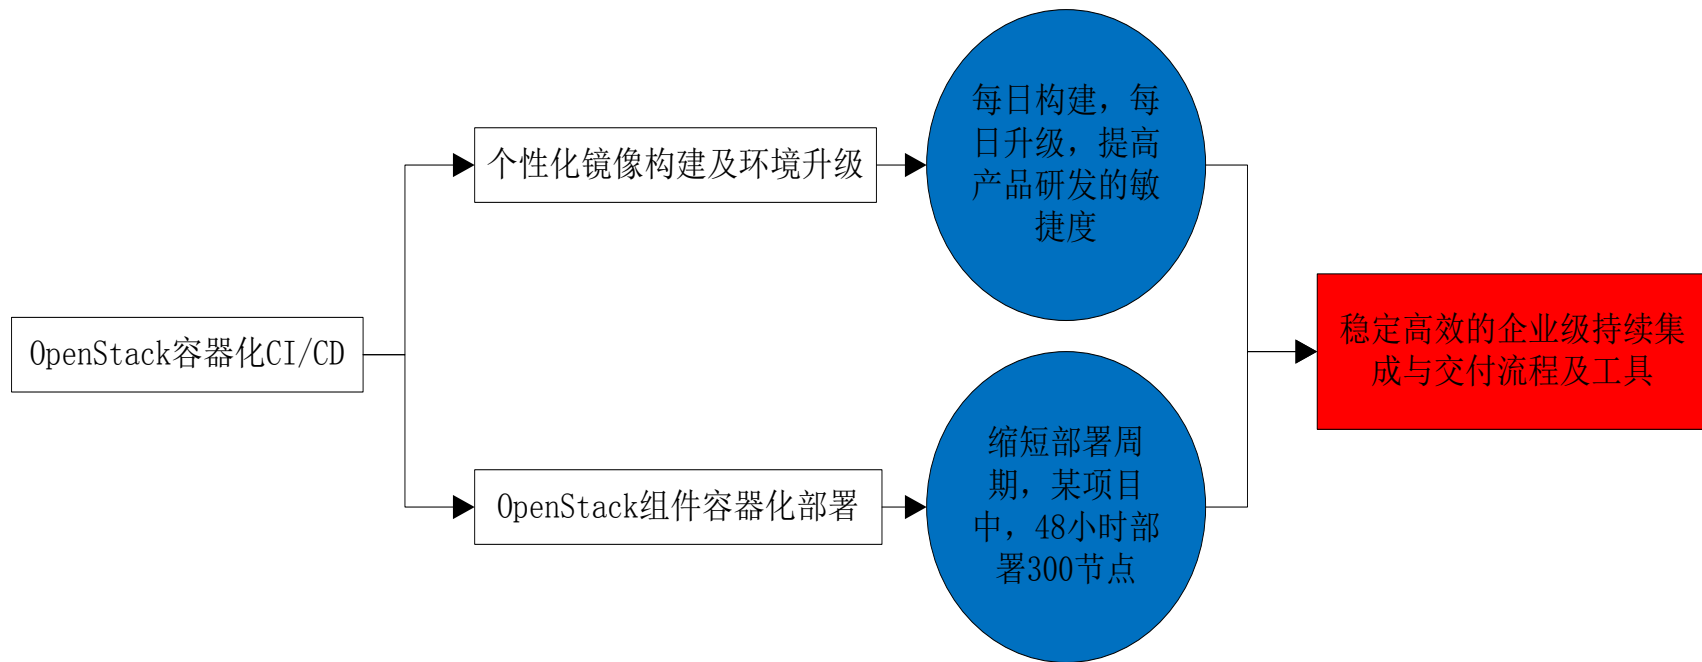 OpenStack容器化CI/CD
个性化镜像构建及环境升级
每日构建，每
日升级，提高
产品研发的敏
捷度
OpenStack组件容器化部署
缩短部署周
期，某项目
中，48小时部
署300节点
稳定高效的企业级持续集
成与交付流程及工具